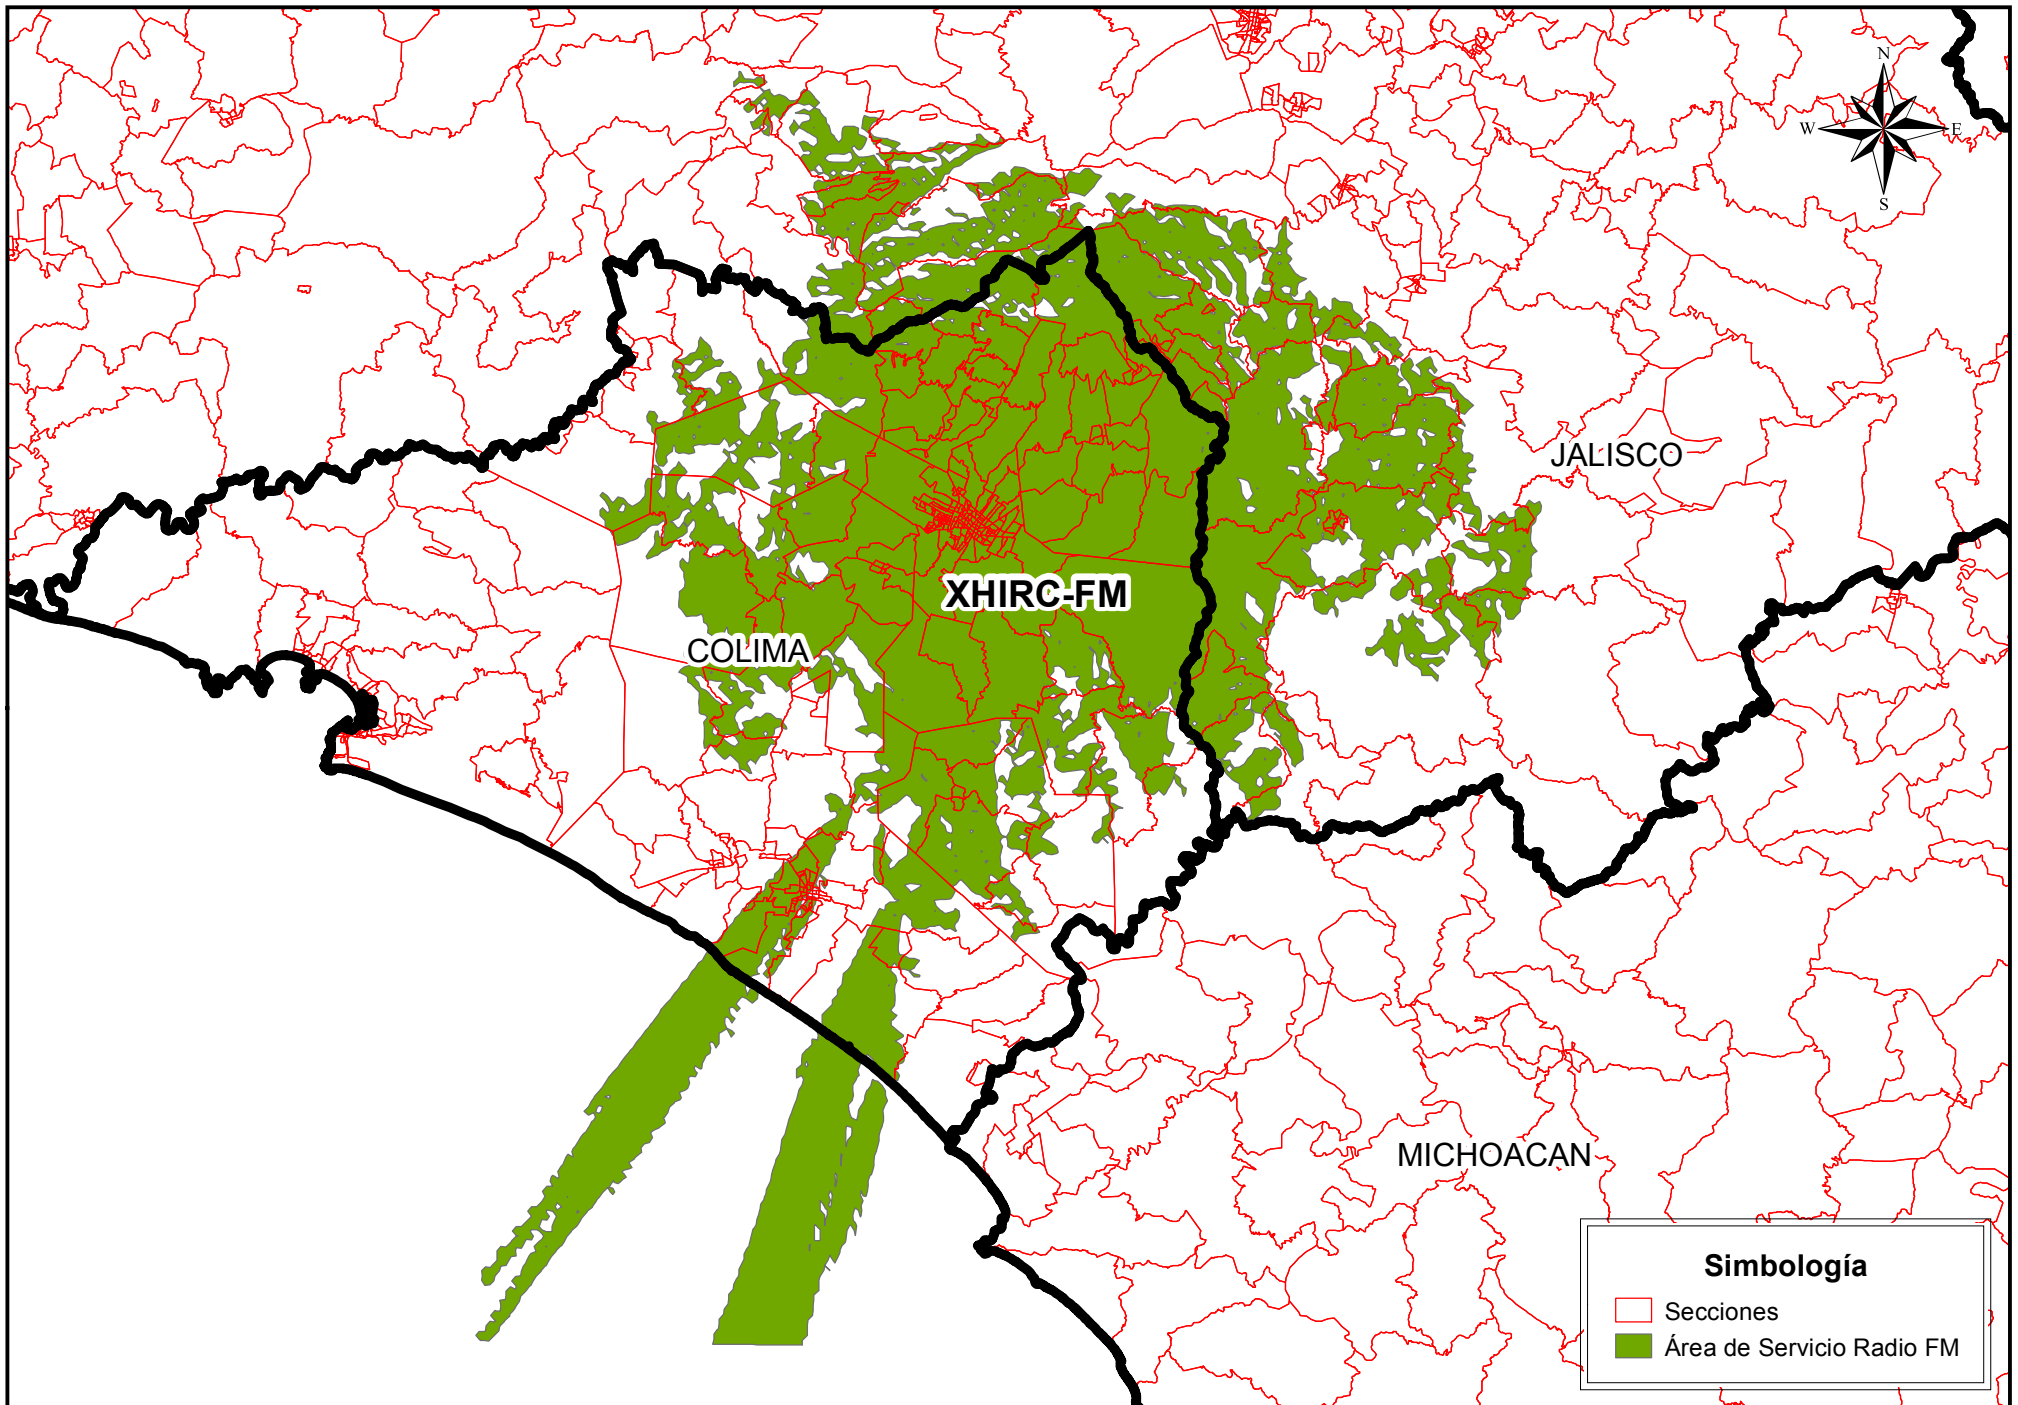 N
W
E
S
JALISCO
XHIRC-FM
COLIMA
MICHOACAN
Simbología
Secciones
Área de Servicio Radio FM